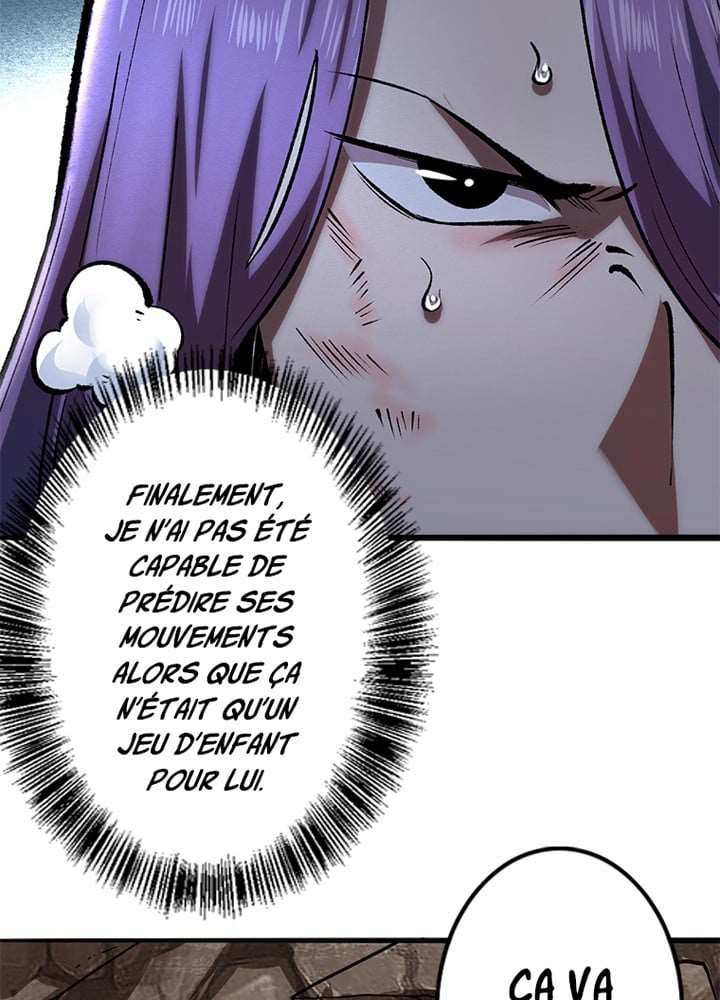 FINALEMENT,
JE N'AI PAS ÉTÉ
CAPABLE DE
PRÉDIRE SES
MOUVEMENTS
ALORS QUE ÇA
N'ÉTAIT QU'UN
JEU D'ENFANT
POUR LUI.
ÇA VA